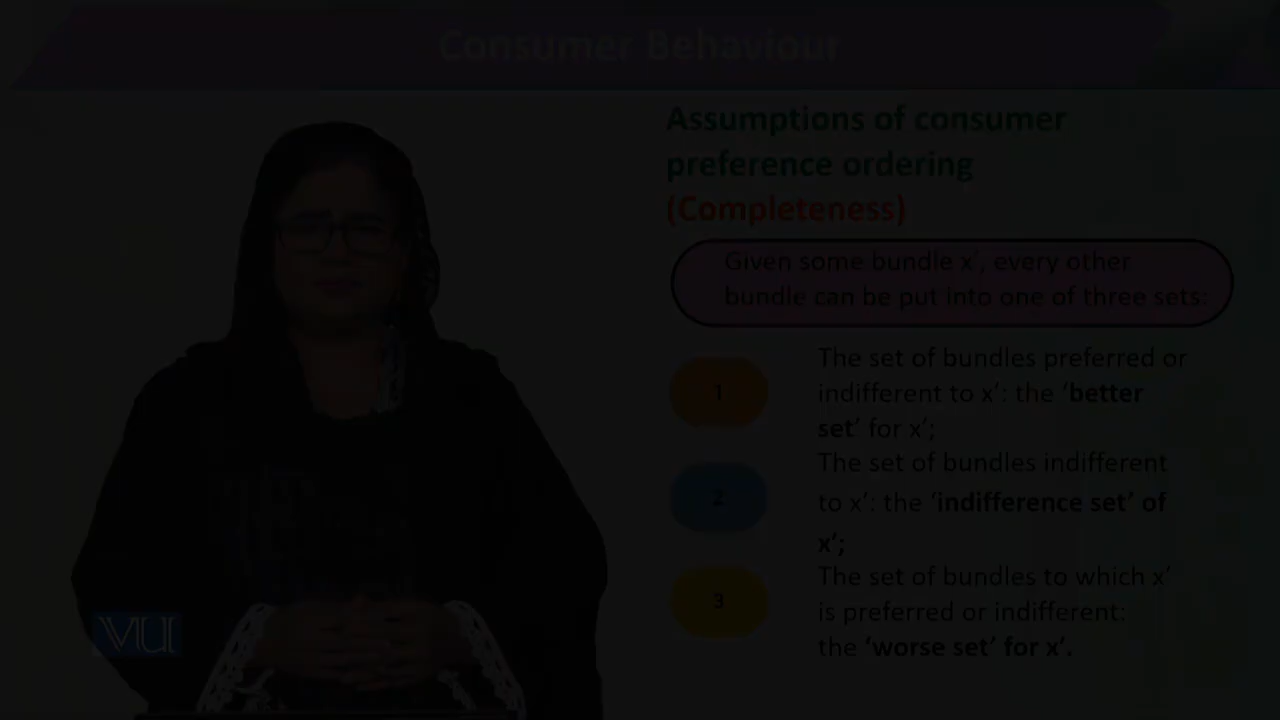 Consumer Behaviour
Assumptions of consumer
preference ordering
(Completeness)
Given some bundle x’, every other
bundle can be put into one of three sets:
1
The set of bundles preferred or
indifferent to x’: the ‘better
set’ for x’;
2
The set of bundles indifferent
to x’: the ‘indifference set’ of
x’;
3
The set of bundles to which x’
is preferred or indifferent:
the ‘worse set’ for x’.
VU